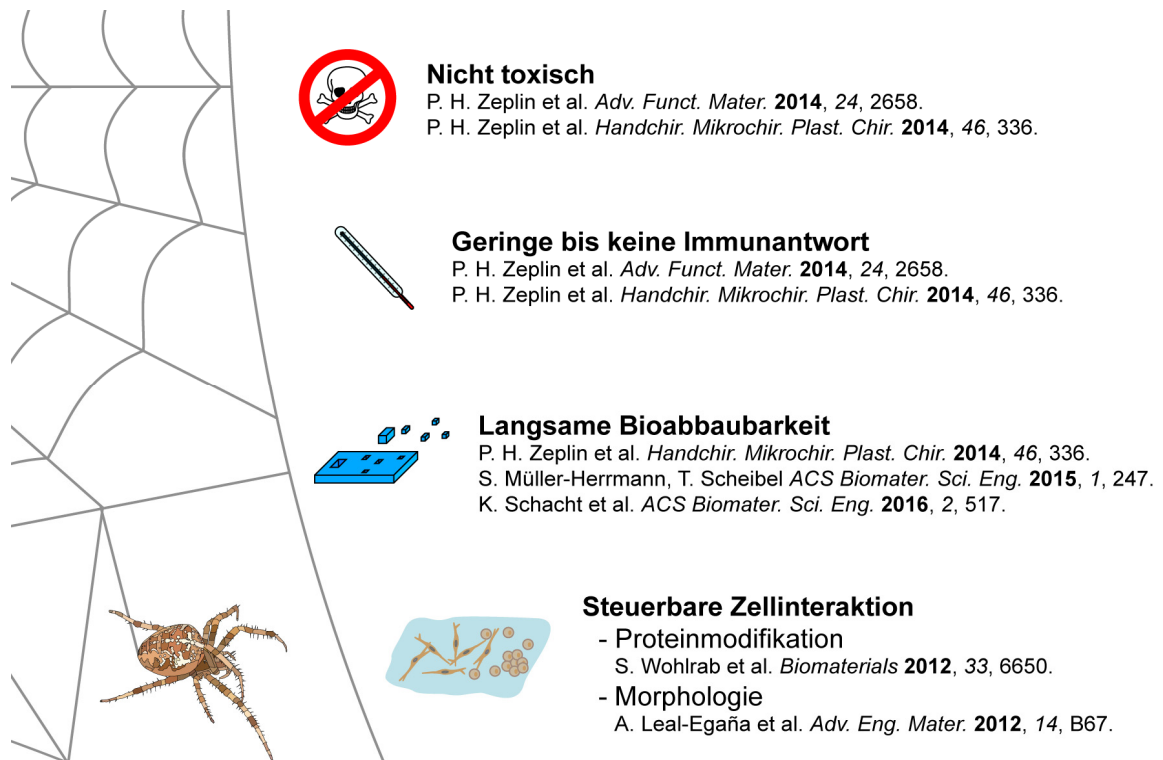 Nicht toxisch
P. H. Zeplin et al. Adv. Funct. Mater. 2014, 24, 2658.
P. H. Zeplin et al. Handchir. Mikrochir. Plast. Chir. 2014, 46, 336.
Geringe bis keine Immunantwort
P. H. Zeplin et al. Adv. Funct. Mater. 2014, 24, 2658.
P. H. Zeplin et al. Handchir. Mikrochir. Plast. Chir. 2014, 46, 336.
Langsame Bioabbaubarkeit
P. H. Zeplin et al. Handchir. Mikrochir. Plast. Chir. 2014, 46, 336.
S. Müller-Herrmann, T. Scheibel ACS Biomater. Sci. Eng. 2015, 1, 247.
K. Schacht et al. ACS Biomater. Sci. Eng. 2016, 2, 517.
Steuerbare Zellinteraktion
- Proteinmodifikation
S. Wohlrab et al. Biomaterials 2012, 33, 6650.
- Morphologie
A. Leal-Egaña et al. Adv. Eng. Mater. 2012, 14, B67.